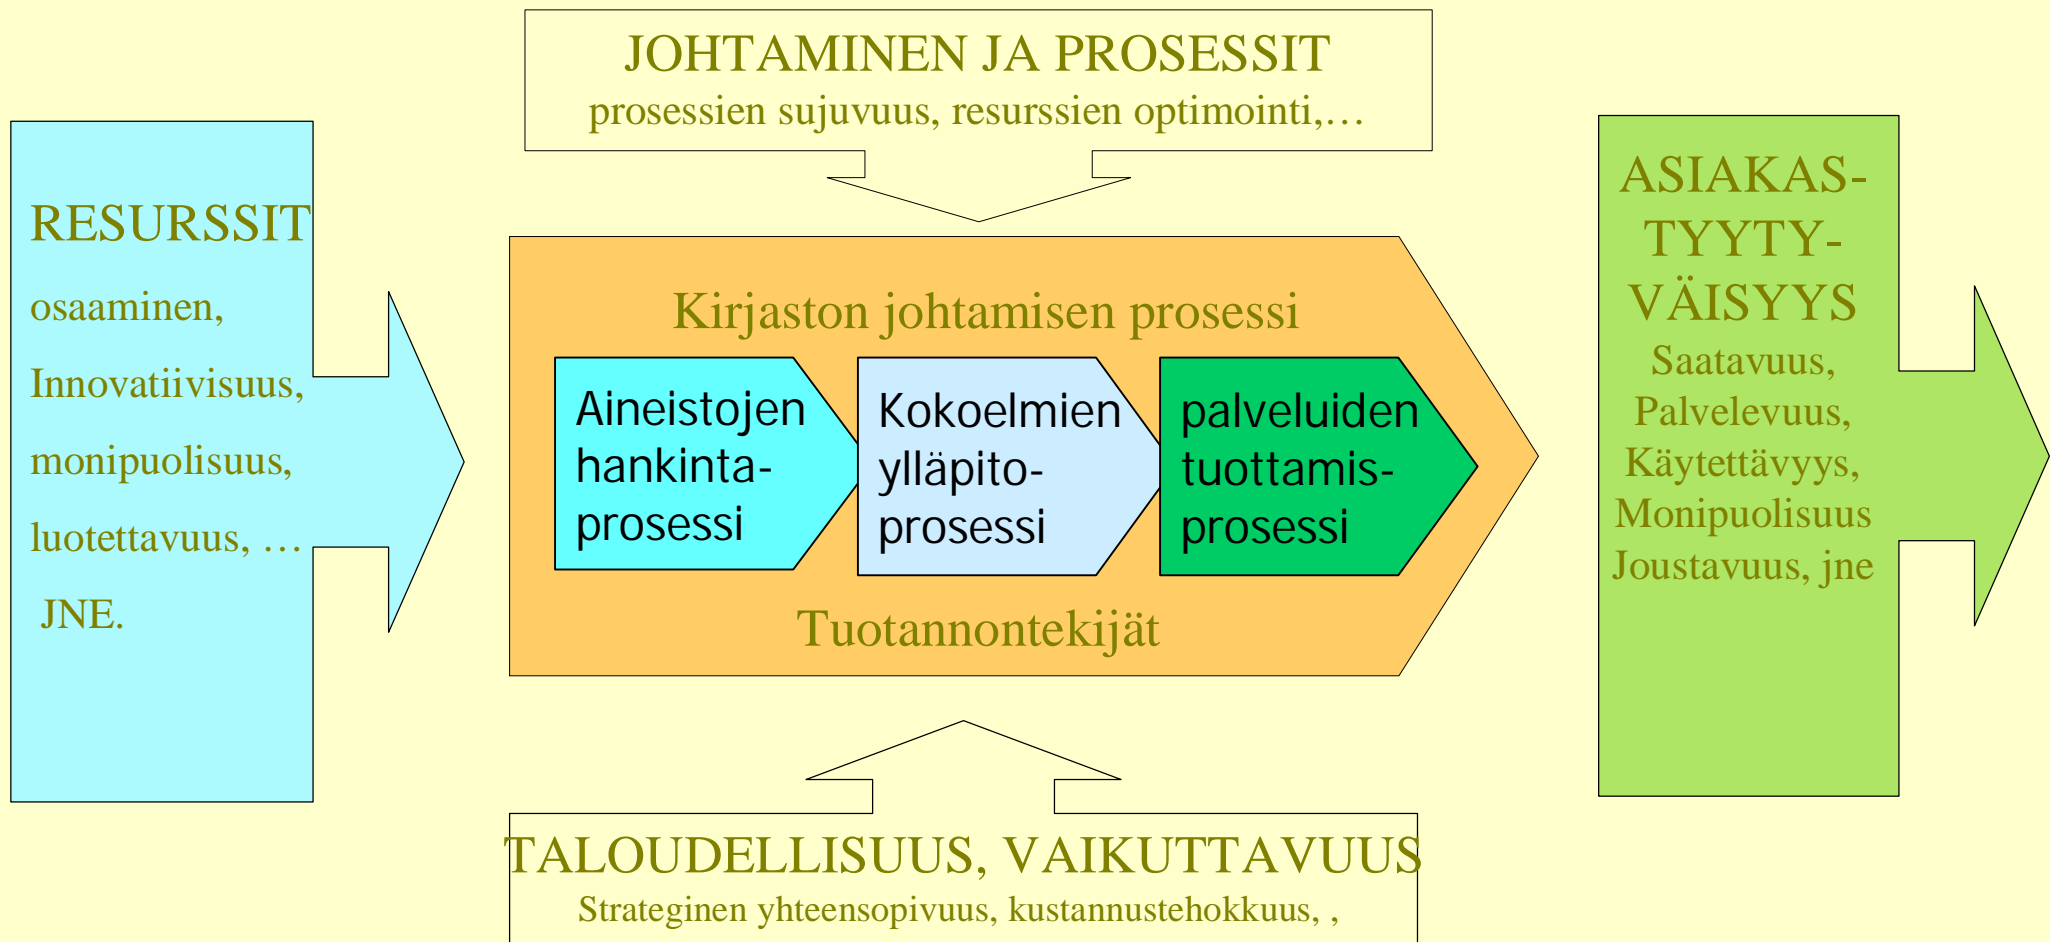 JOHTAMINEN JA PROSESSIT
prosessien sujuvuus, resurssien optimointi,…
RESURSSIT
osaaminen,
Innovatiivisuus,
monipuolisuus,
luotettavuus, …
JNE.
Kirjaston johtamisen prosessi
Aineistojen
hankinta-
prosessi
Kokoelmien
ylläpito-
prosessi
palveluiden
tuottamis-
prosessi
Tuotannontekijät
ASIAKAS-
TYYTY-
VÄISYYS
Saatavuus,
Palvelevuus,
Käytettävyys,
Monipuolisuus
Joustavuus, jne
TALOUDELLISUUS, VAIKUTTAVUUS
Strateginen yhteensopivuus, kustannustehokkuus, ,